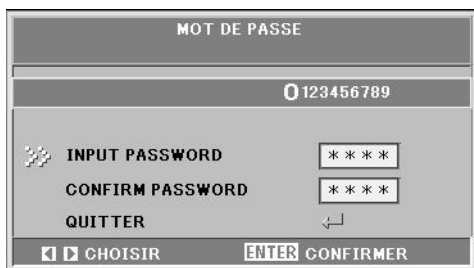 MOT DE PASSE
0123456789
INPUT PASSWORD ****
CONFIRM PASSWORD ****
QUITTER
CHOISIR ENTER CONFIRMER